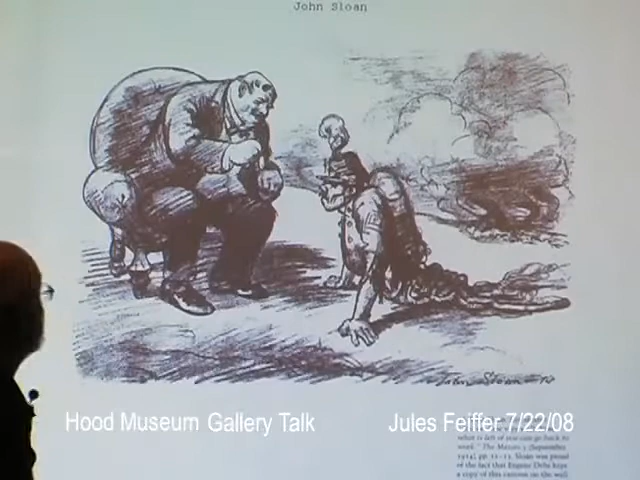 John Sloan
John Sloan
Hood Museum Gallery Talk
Jules Feiffer 7/22/08
what is left of you can go back to
work." The Masses 5 (September
1914), pp. 12–13. Sloan was proud
of the fact that Eugene Debs kept
a copy of this cartoon on the wall